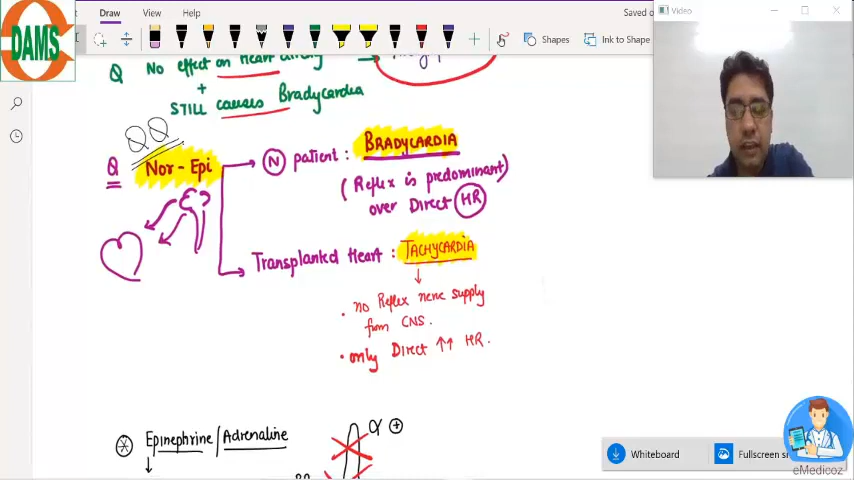 DAMS
Draw
View
Help
Saved o
Video
Shapes
Ink to Shape
Q No effect on Heart directly
+
STILL causes Bradycardia
QQ
Q Nor - Epi
N patient : BRADYCARDIA
(Reflex is predominant)
over Direct HR
Transplanted Heart : TACHYCARDIA
• no Reflex nerve supply
from CNS.
• only Direct ↑↑ HR.
Epinephrine / Adrenaline
α +
Whiteboard
Fullscreen s
eMedicoz